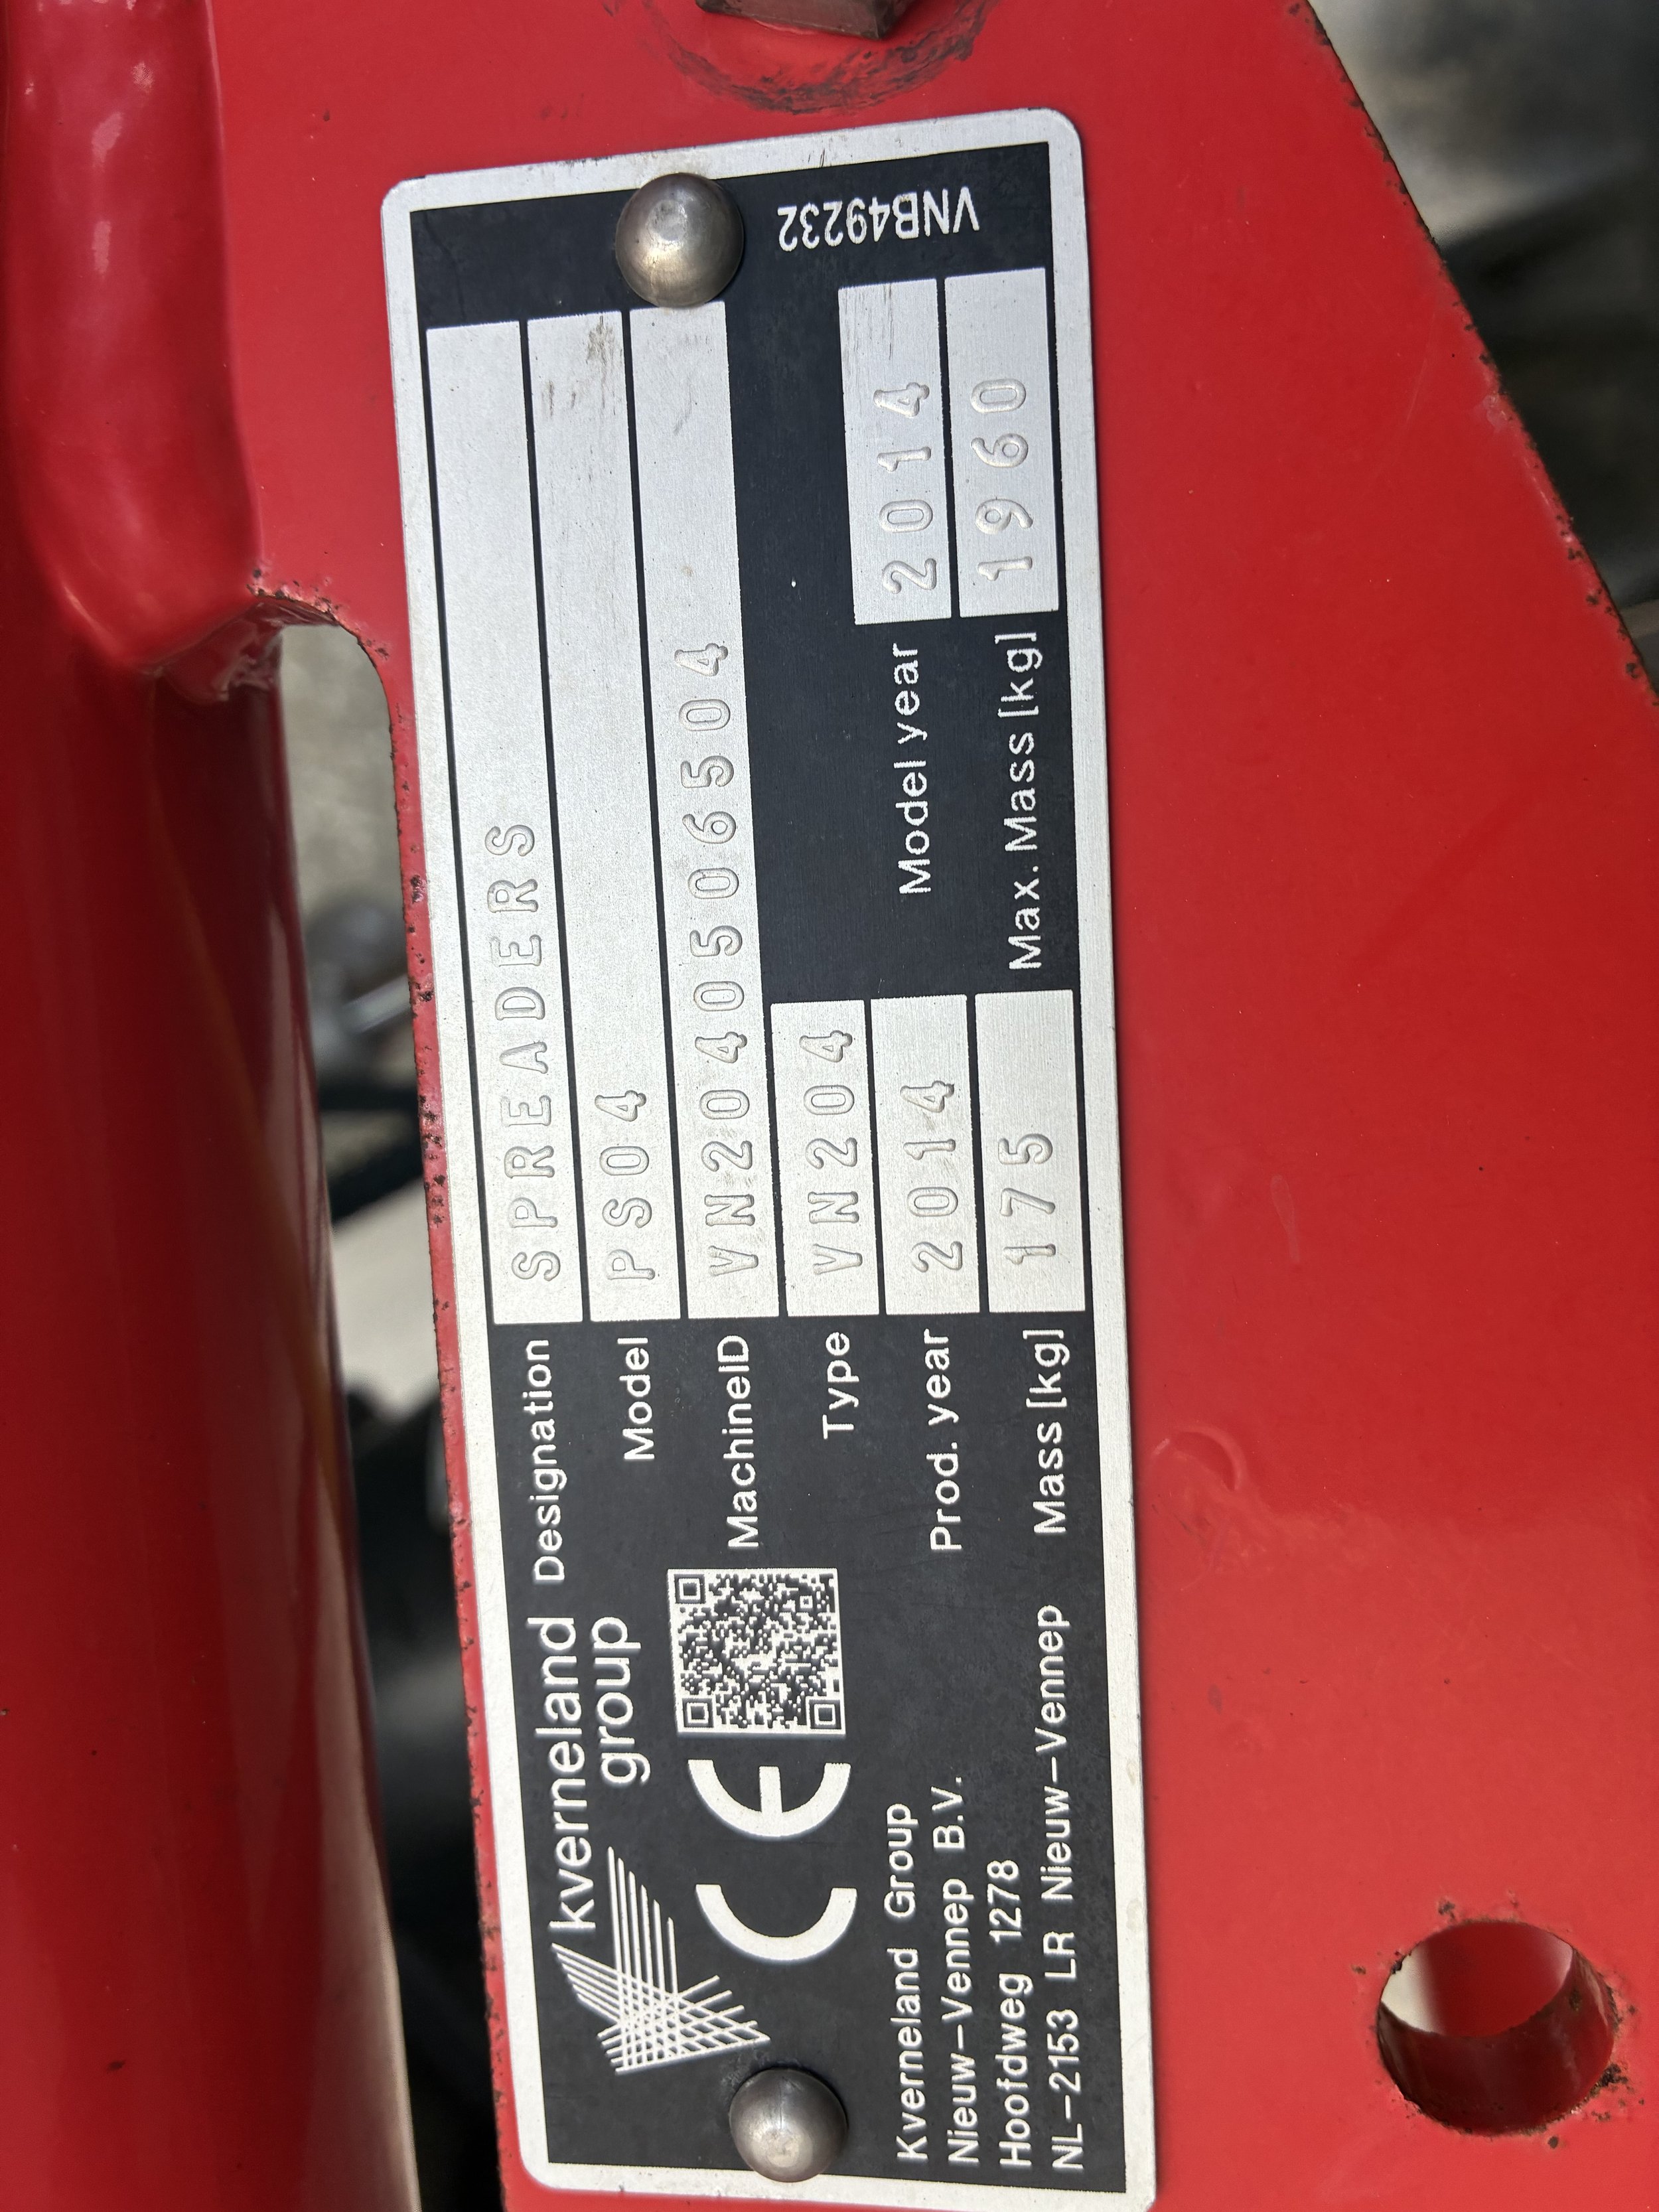 kverneland
group
Designation SPREADERS
Model PS04
MachineID VN2040506504
Type VN204
Prod. year 2014 Model year 2014
Mass [kg] 175 Max. Mass [kg] 1960
CE
Kverneland Group
Nieuw-Vennep B.V.
Hoofdweg 1278
NL-2153 LR Nieuw-Vennep
VNB49232